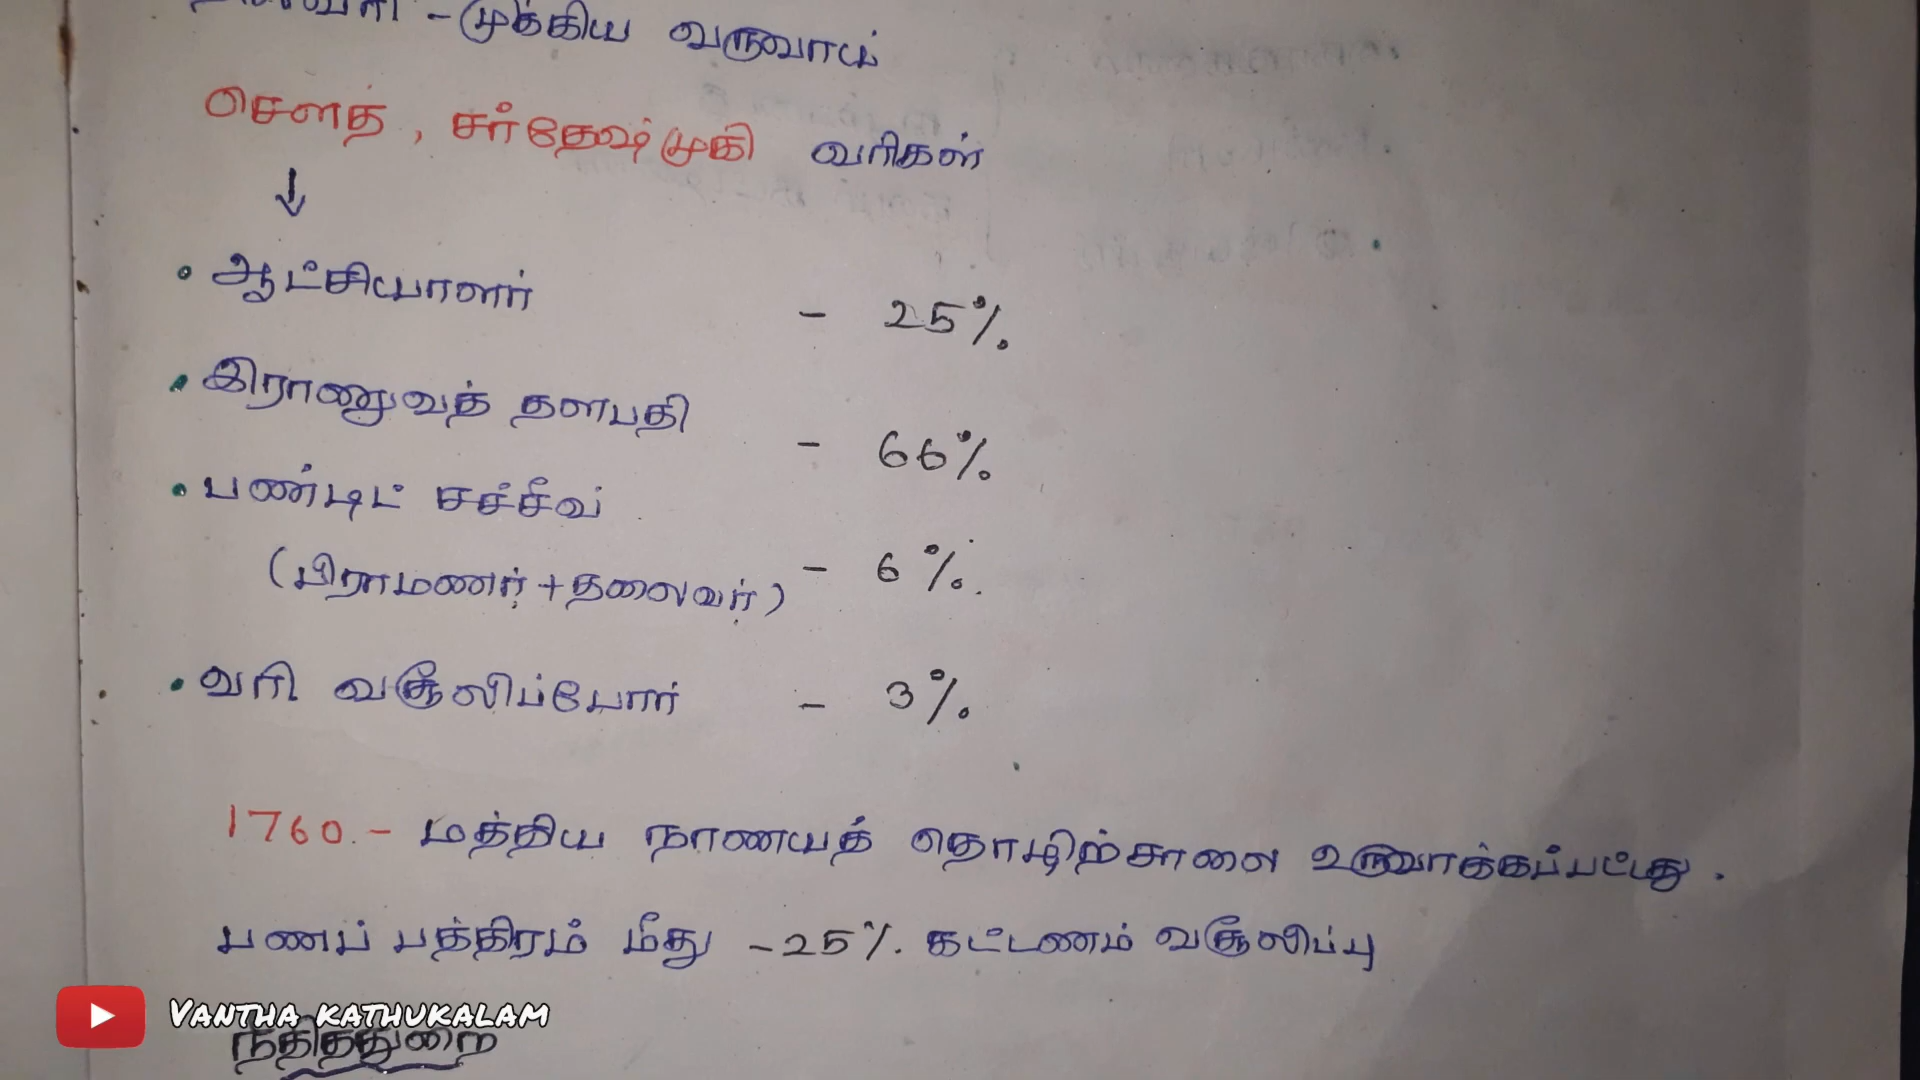 - முக்கிய வருவாய்
சௌத், சர்தேஷ்முகி வரிகள்
↓
• ஆட்சியாளர் - 25%
• இராணுவத் தளபதி - 66%
• பண்டிட் சச்சீவ்
(பிராமணர் + தலைவர்) - 6%.
• வரி வசூலிப்போர் - 3%
1760. - மத்திய நாணயத் தொழிற்சாலை உருவாக்கப்பட்டது.
பணப் பத்திரம் மீது - 25%. கட்டணம் வசூலிப்பு
VANTHA KATHUKALAM
நீதித்துறை